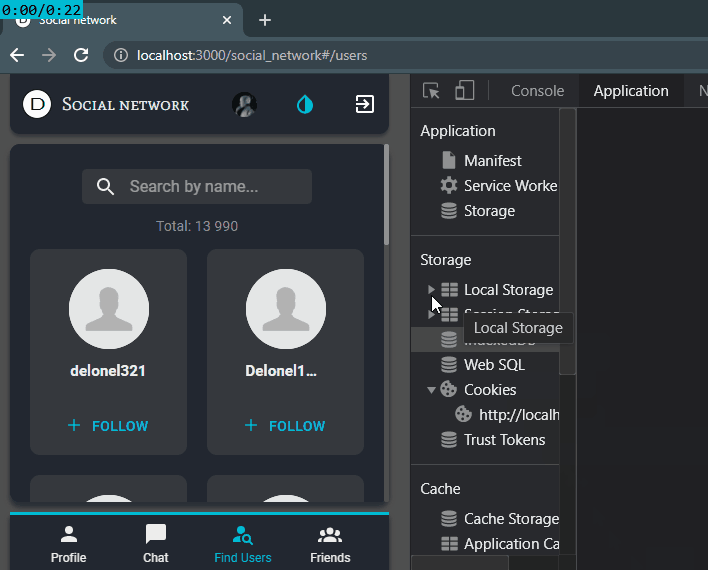 0:00/0:22
Social network
localhost:3000/social_network#/users
D
Social network
Search by name...
Total: 13 990
delonel321
Delonel1...
+ FOLLOW
+ FOLLOW
Profile
Chat
Find Users
Friends
Console
Application
N
Application
Manifest
Service Worke
Storage
Storage
Local Storage
Session Storag
Local Storage
IndexedDB
Web SQL
Cookies
http://localh
Trust Tokens
Cache
Cache Storage
Application Ca